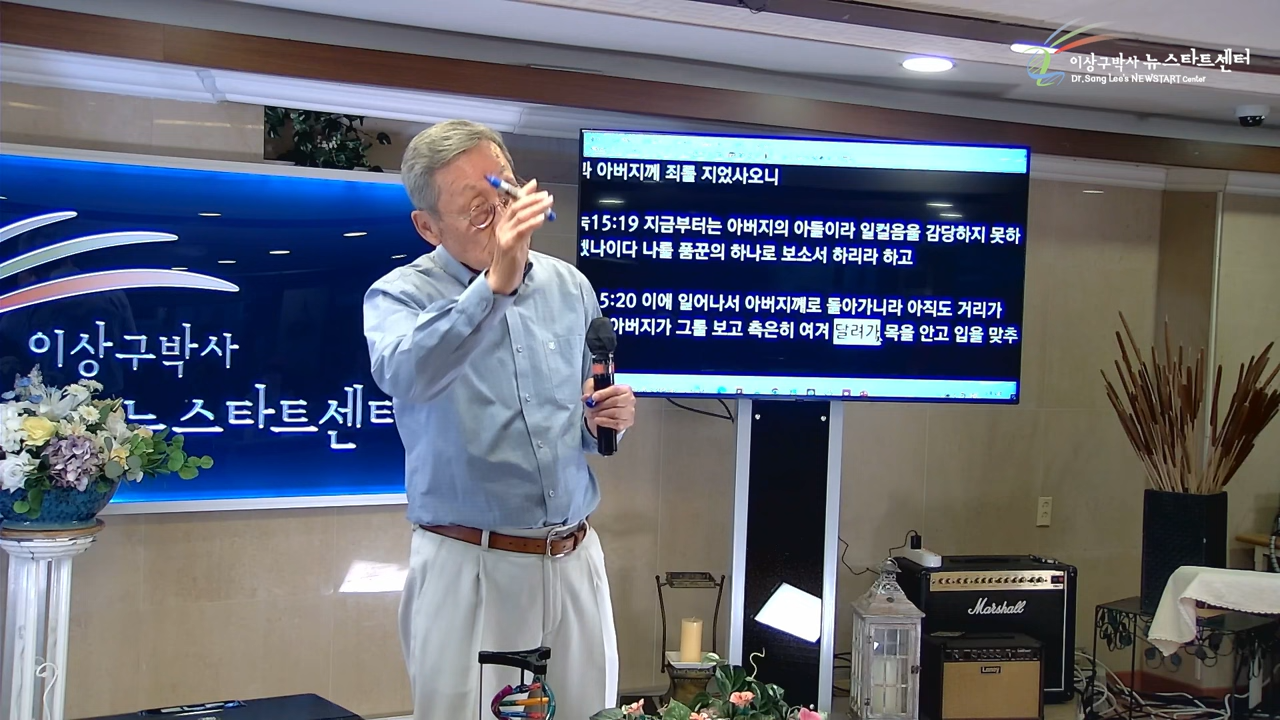 이상구박사 뉴스타트센터
Dr.Sang Lee's NEWSTART Center
아버지께 죄를 지었사오니
15:19 지금부터는 아버지의 아들이라 일컬음을 감당하지 못하
나이다 나를 품꾼의 하나로 보소서 하리라 하고
5:20 이에 일어나서 아버지께로 돌아가니라 아직도 거리가
아버지가 그를 보고 측은히 여겨 달려가 목을 안고 입을 맞추
이상구박사
뉴스타트센터
Marshall
Laney